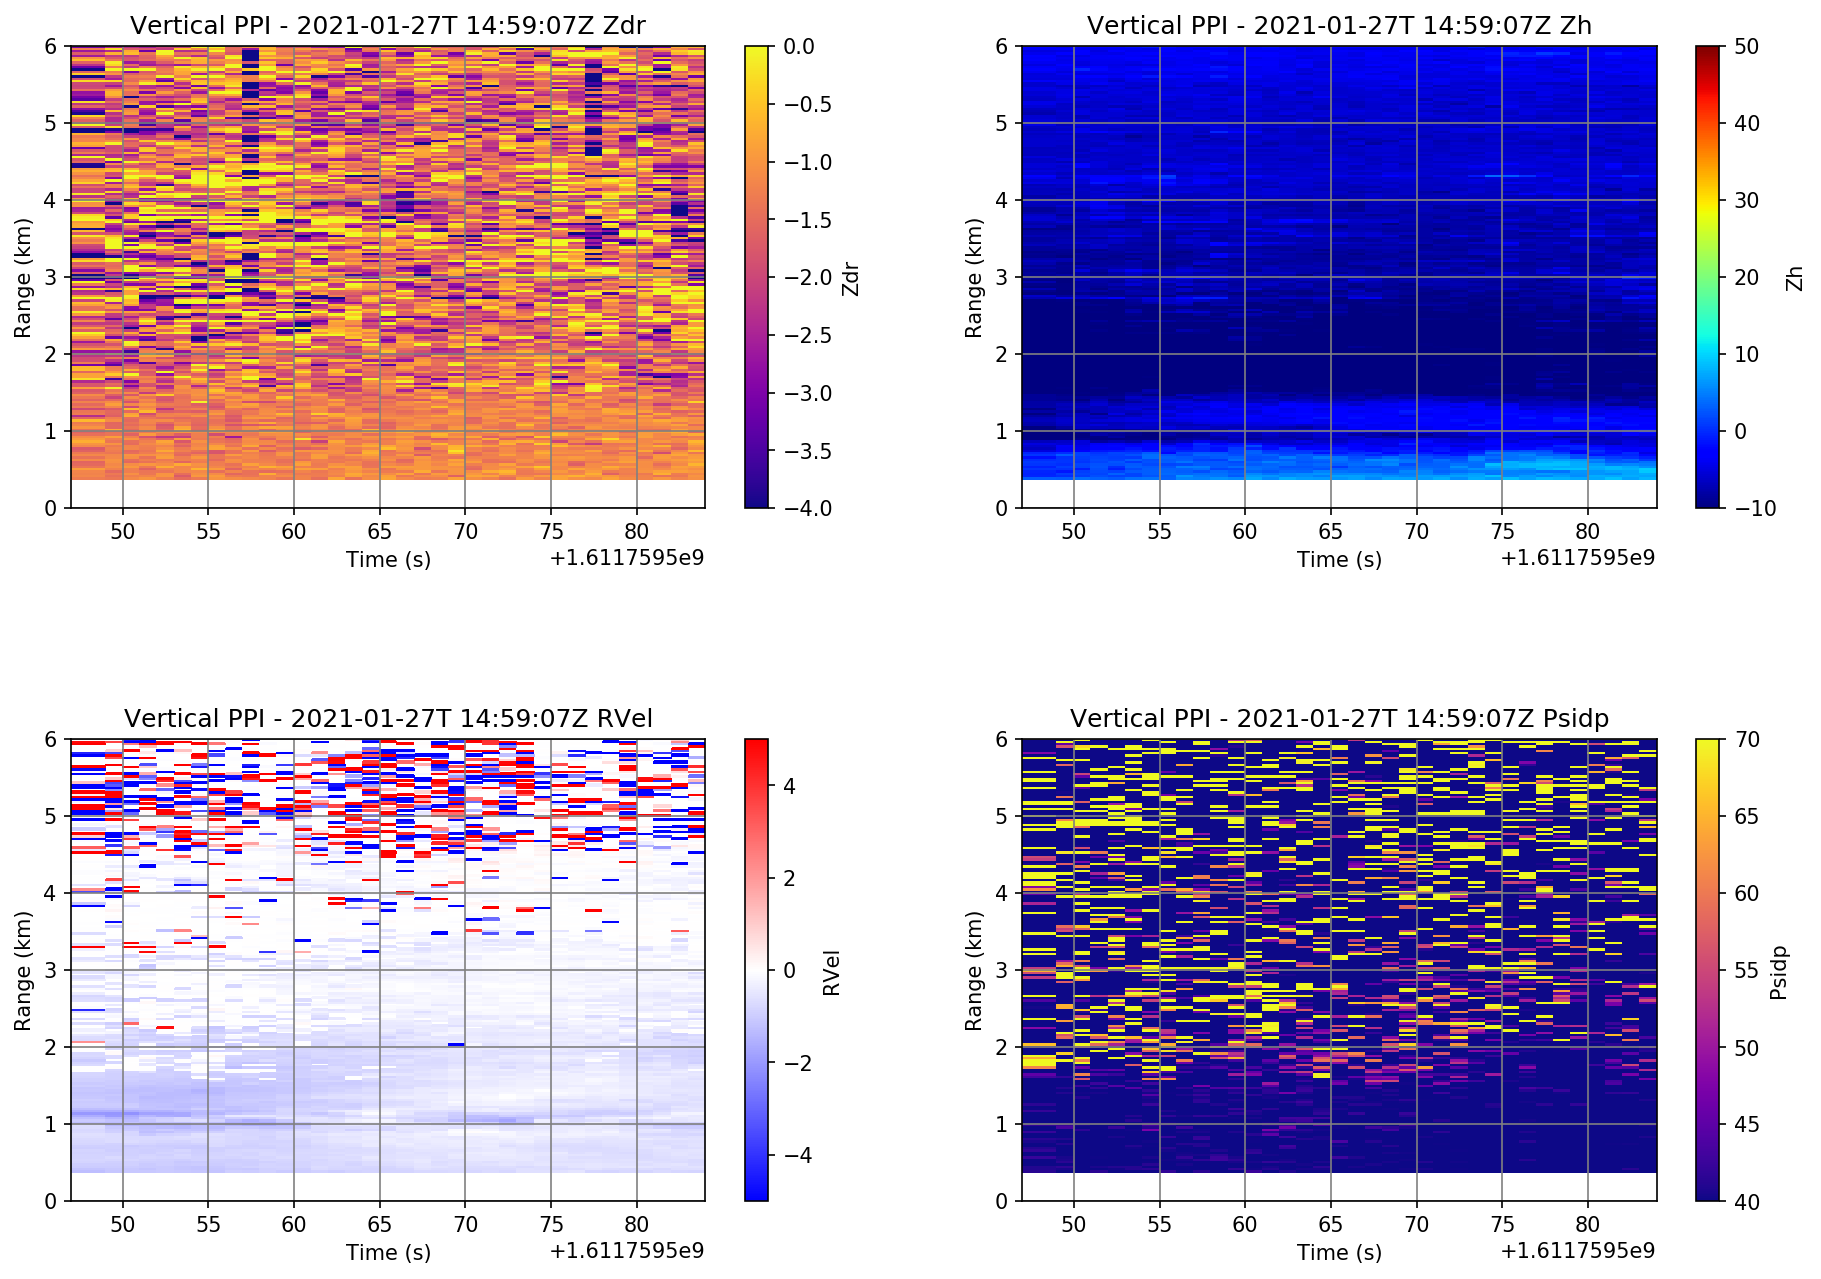 Vertical PPI - 2021-01-27T 14:59:07Z Zdr
6
5
4
3
2
1
0
Range (km)
50 55 60 65 70 75 80
Time (s)
+1.6117595e9
0.0
−0.5
−1.0
−1.5
−2.0
−2.5
−3.0
−3.5
−4.0
Zdr
Vertical PPI - 2021-01-27T 14:59:07Z Zh
6
5
4
3
2
1
0
Range (km)
50 55 60 65 70 75 80
Time (s)
+1.6117595e9
50
40
30
20
10
0
−10
Zh
Vertical PPI - 2021-01-27T 14:59:07Z RVel
6
5
4
3
2
1
0
Range (km)
50 55 60 65 70 75 80
Time (s)
+1.6117595e9
4
2
0
−2
−4
RVel
Vertical PPI - 2021-01-27T 14:59:07Z Psidp
6
5
4
3
2
1
0
Range (km)
50 55 60 65 70 75 80
Time (s)
+1.6117595e9
70
65
60
55
50
45
40
Psidp